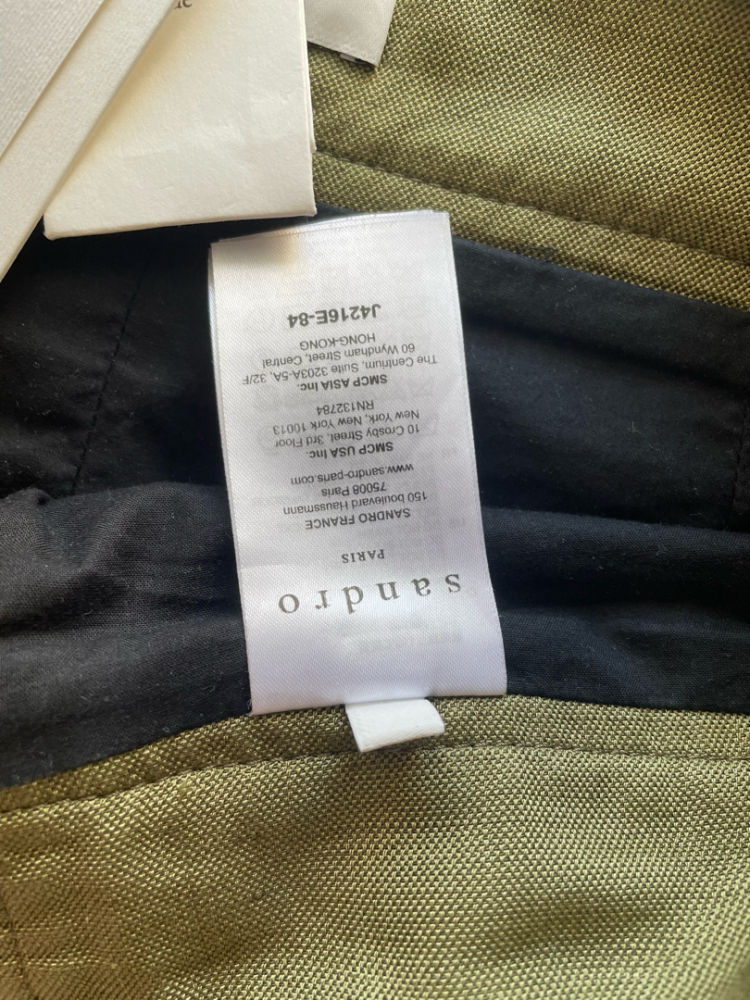 sandro
PARIS
SANDRO FRANCE
150 boulevard Haussmann
75008 Paris
www.sandro-paris.com
SMCP USA Inc.
10 Crosby Street, 3rd Floor
New York, New York 10013
RN132784
SMCP ASIA Inc.
The Centrium, Suite 3203A-5A, 32/F
60 Wyndham Street, Central
HONG-KONG
J4216E-84